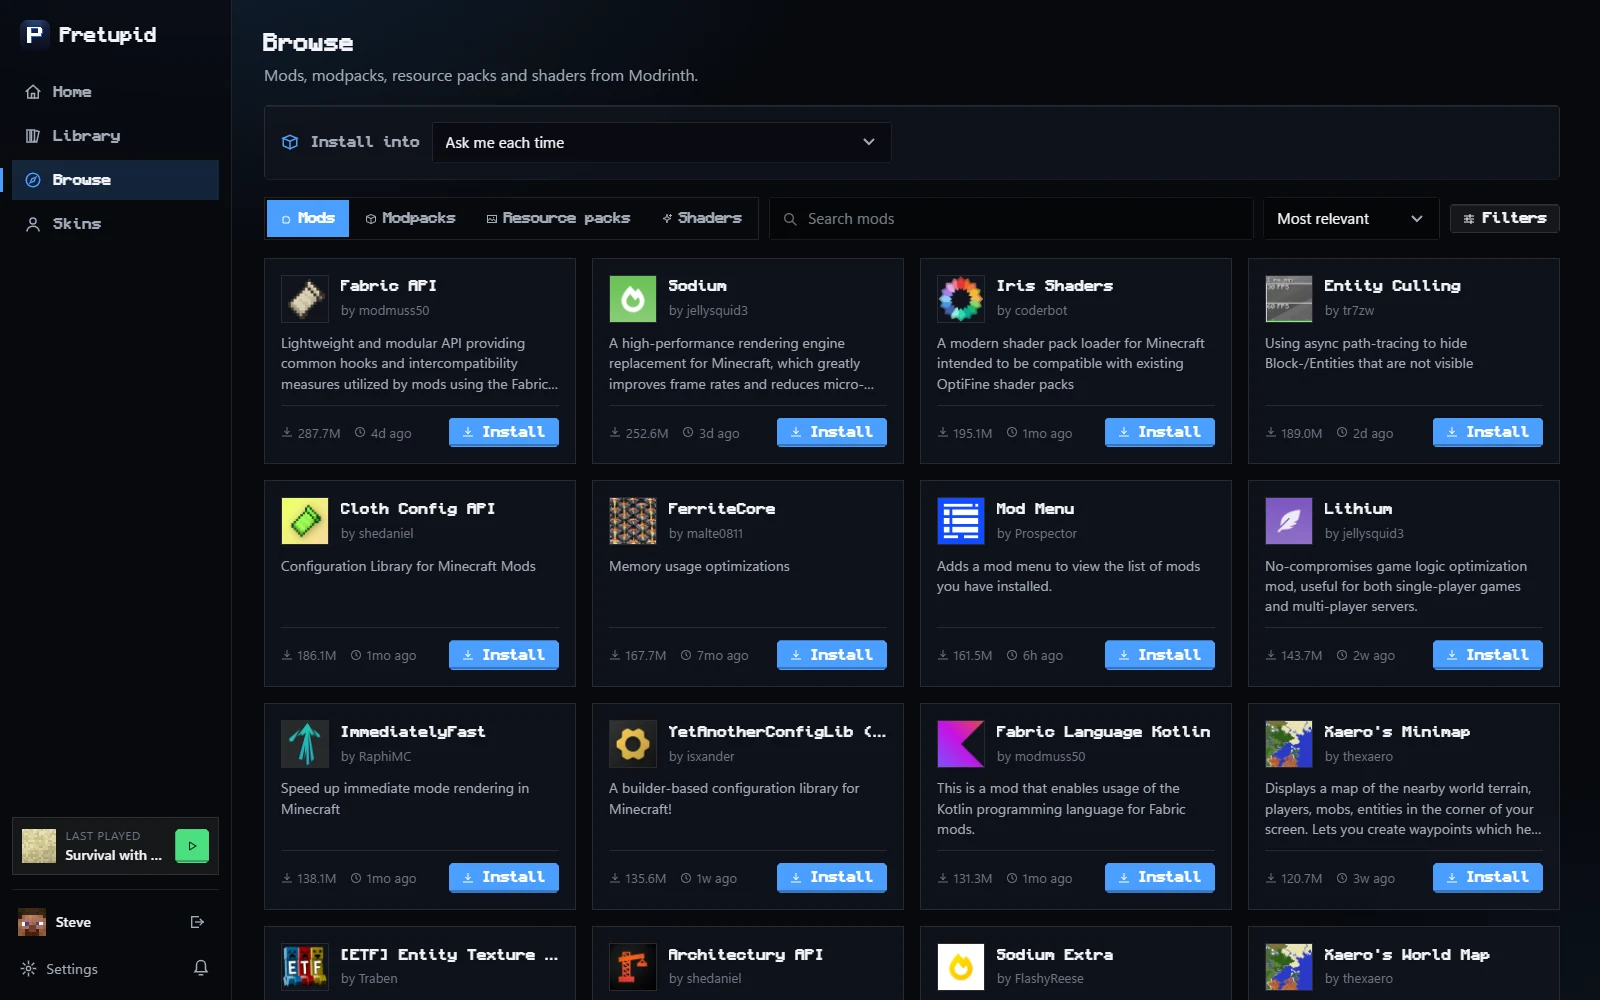 Pretupid
Home
Library
Browse
Skins
LAST PLAYED
Survival with ...
Steve
Settings
Browse
Mods, modpacks, resource packs and shaders from Modrinth.
Install into
Ask me each time
Mods
Modpacks
Resource packs
Shaders
Search mods
Most relevant
Filters
Fabric API
by modmuss50
Lightweight and modular API providing
common hooks and intercompatibility
measures utilized by mods using the Fabric...
287.7M
4d ago
Install
Sodium
by jellysquid3
A high-performance rendering engine
replacement for Minecraft, which greatly
improves frame rates and reduces micro-...
252.6M
3d ago
Install
Iris Shaders
by coderbot
A modern shader pack loader for Minecraft
intended to be compatible with existing
OptiFine shader packs
195.1M
1mo ago
Install
Entity Culling
by tr7zw
Using async path-tracing to hide
Block-/Entities that are not visible
189.0M
2d ago
Install
Cloth Config API
by shedaniel
Configuration Library for Minecraft Mods
186.1M
1mo ago
Install
FerriteCore
by malte0811
Memory usage optimizations
167.7M
7mo ago
Install
Mod Menu
by Prospector
Adds a mod menu to view the list of mods
you have installed.
161.5M
6h ago
Install
Lithium
by jellysquid3
No-compromises game logic optimization
mod, useful for both single-player games
and multi-player servers.
143.7M
2w ago
Install
ImmediatelyFast
by RaphiMC
Speed up immediate mode rendering in
Minecraft
138.1M
1mo ago
Install
YetAnotherConfigLib (...
by isxander
A builder-based configuration library for
Minecraft!
135.6M
1w ago
Install
Fabric Language Kotlin
by modmuss50
This is a mod that enables usage of the
Kotlin programming language for Fabric
mods.
131.3M
1mo ago
Install
Xaero's Minimap
by thexaero
Displays a map of the nearby world terrain,
players, mobs, entities in the corner of your
screen. Lets you create waypoints which he...
120.7M
3w ago
Install
ETF
[ETF] Entity Texture ...
by Traben
Architectury API
by shedaniel
Sodium Extra
by FlashyReese
Xaero's World Map
by thexaero